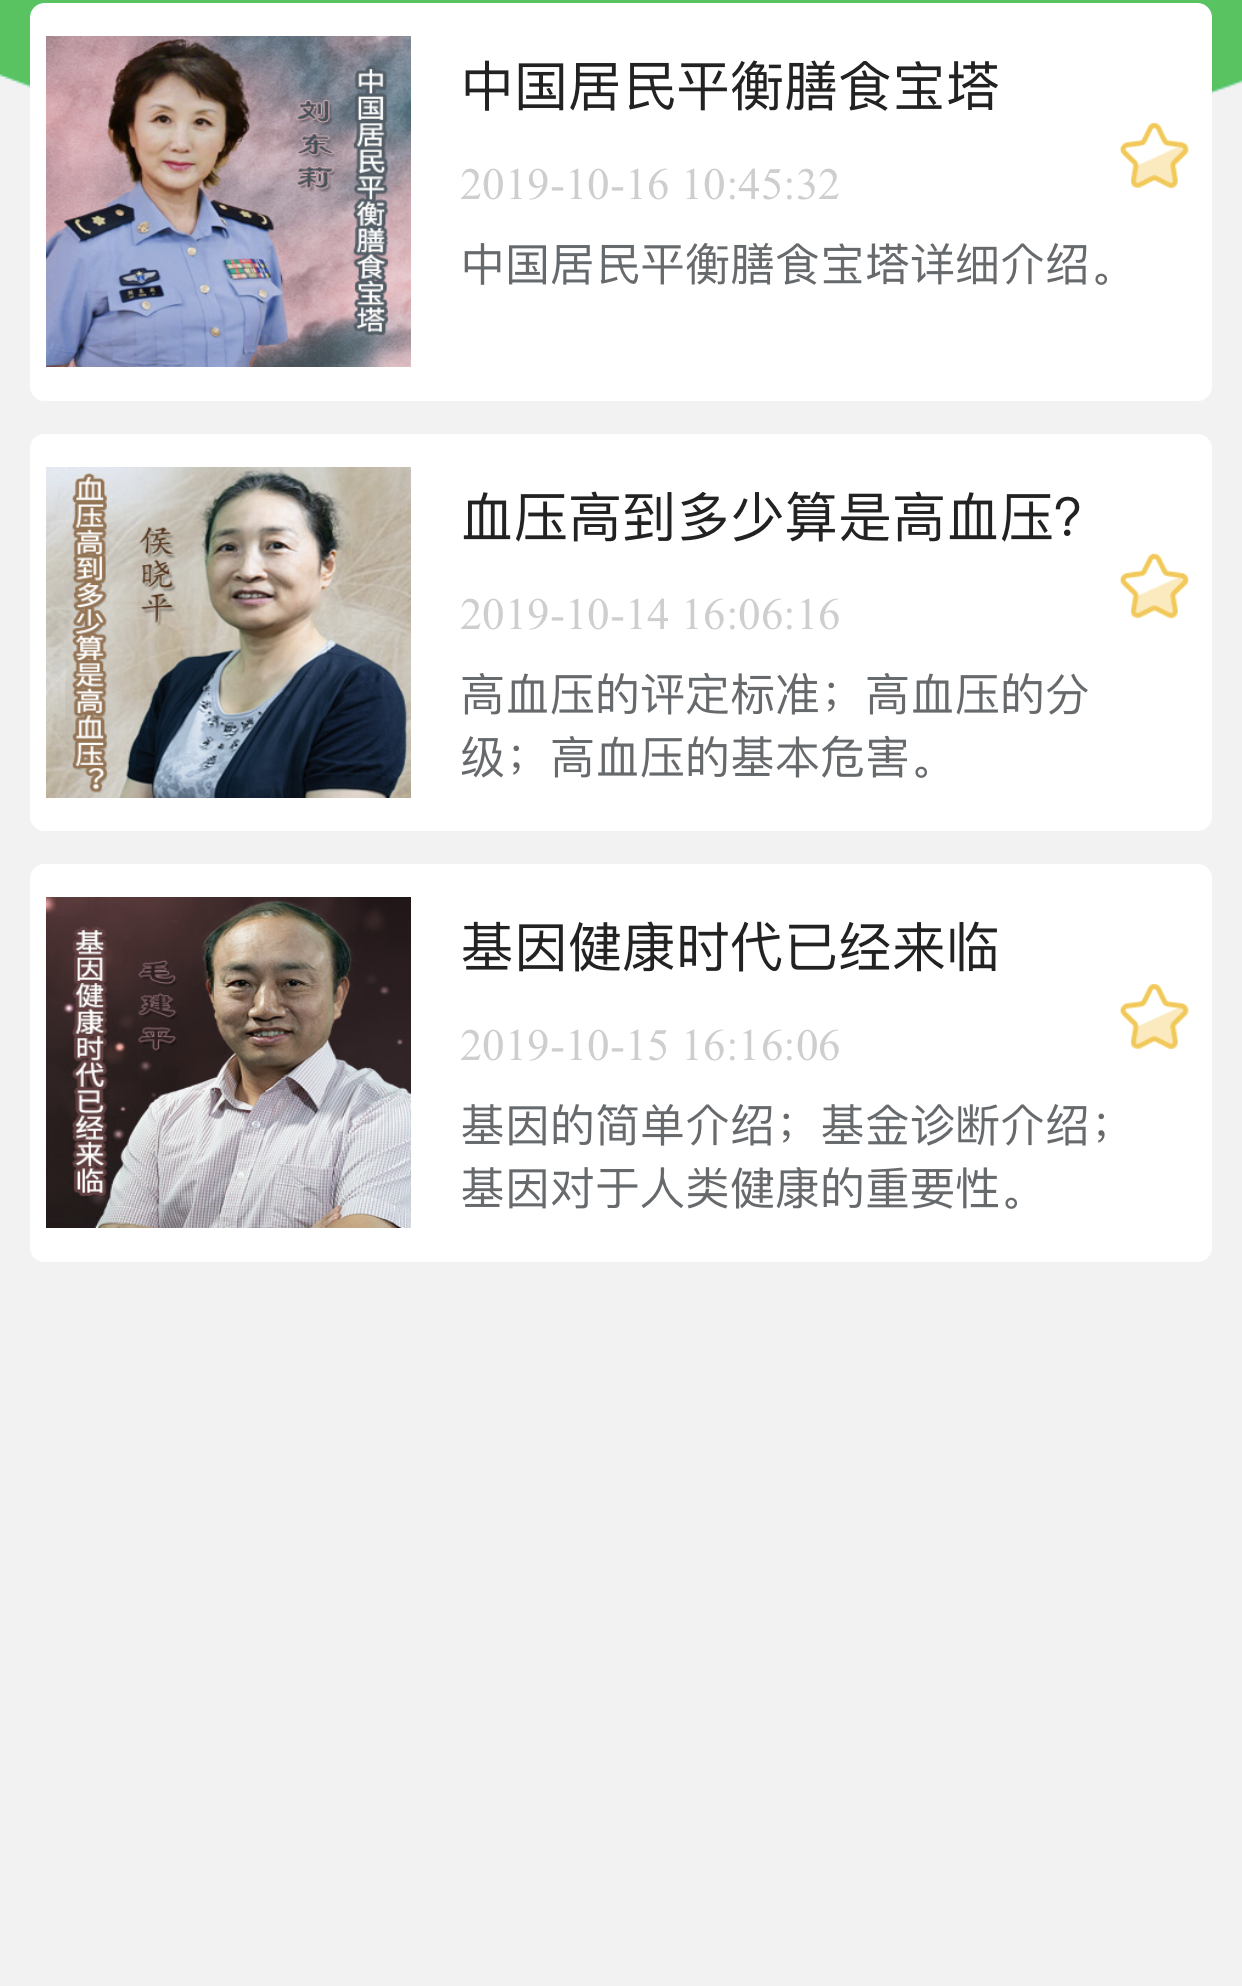 中国居民平衡膳食宝塔
刘东莉
中国居民平衡膳食宝塔
2019-10-16 10:45:32
中国居民平衡膳食宝塔详细介绍。
血压高到多少算是高血压？
侯晓平
血压高到多少算是高血压?
2019-10-14 16:06:16
高血压的评定标准；高血压的分
级；高血压的基本危害。
基因健康时代已经来临
毛建平
基因健康时代已经来临
2019-10-15 16:16:06
基因的简单介绍；基金诊断介绍；
基因对于人类健康的重要性。